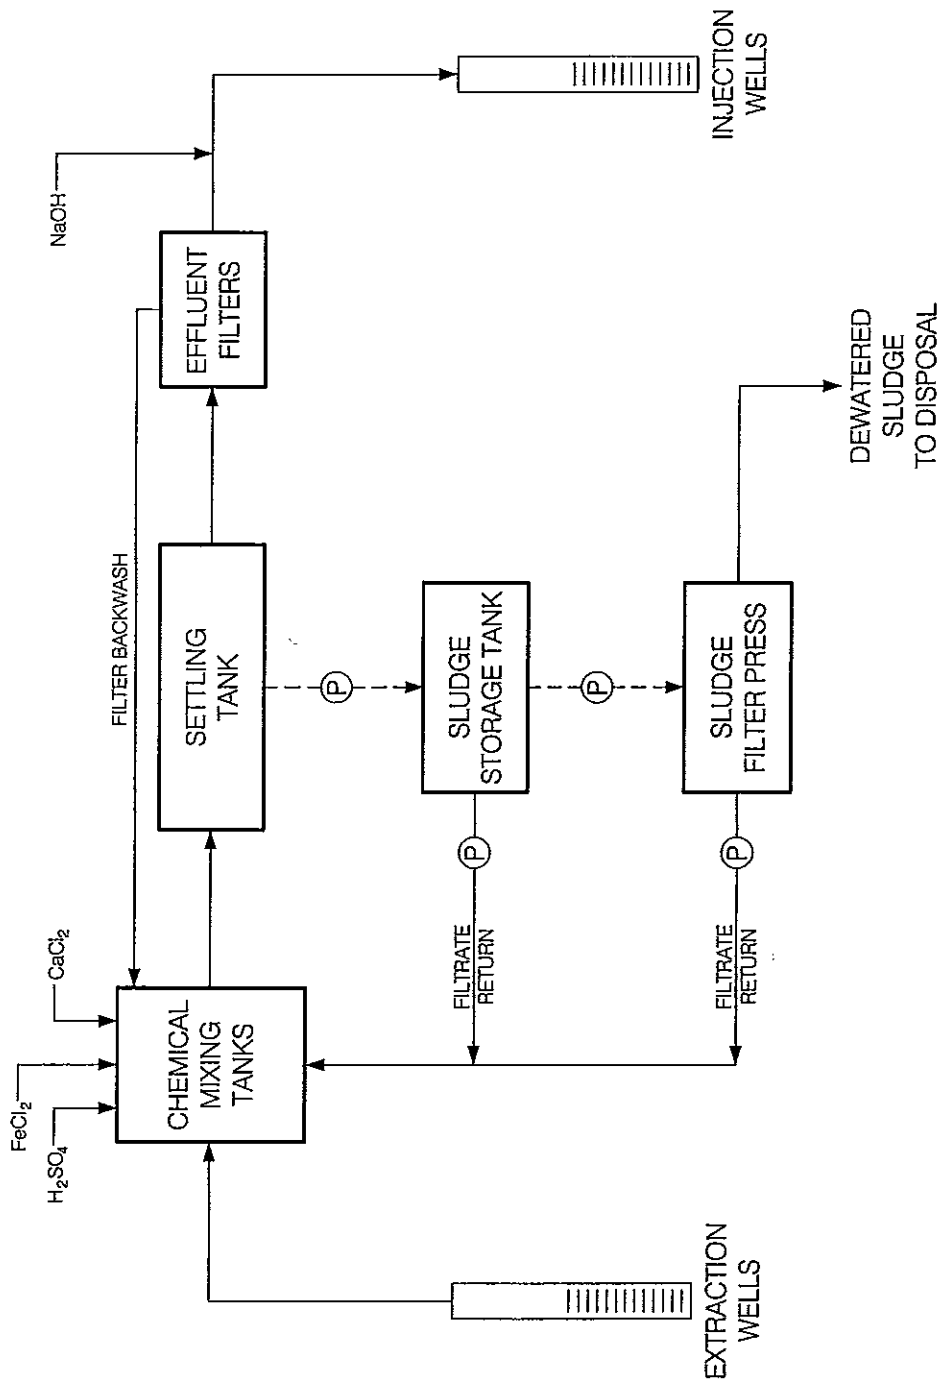 NaOH
FILTER BACKWASH
CaCl₂
FeCl₂
H₂SO₄
CHEMICAL
MIXING
TANKS
SETTLING
TANK
EFFLUENT
FILTERS
P
SLUDGE
STORAGE TANK
P
FILTRATE
RETURN
P
SLUDGE
FILTER PRESS
P
FILTRATE
RETURN
EXTRACTION
WELLS
INJECTION
WELLS
DEWATERED
SLUDGE
TO DISPOSAL